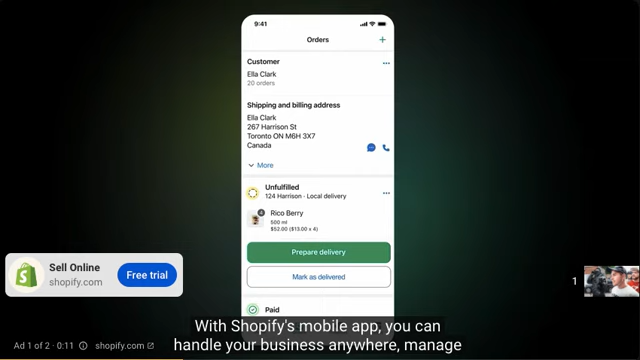 9:41
Orders
Customer
Ella Clark
20 orders
Shipping and billing address
Ella Clark
267 Harrison St
Toronto ON M6H 3X7
Canada
More
Unfulfilled
124 Harrison · Local delivery
4
Rico Berry
500 ml
$52.00 ($13.00 x 4)
Prepare delivery
Mark as delivered
Paid
Sell Online
shopify.com
Free trial
1
With Shopify's mobile app, you can
handle your business anywhere, manage
Ad 1 of 2 · 0:11
shopify.com